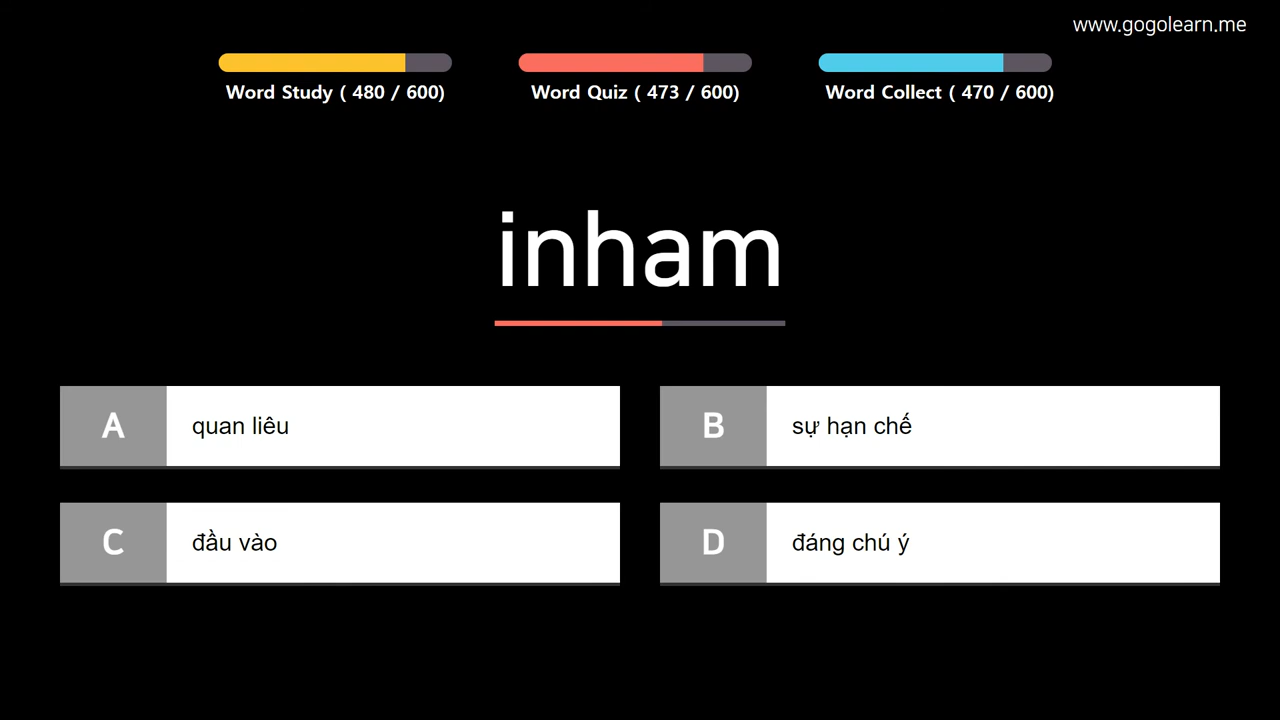 www.gogolearn.me
Word Study ( 480 / 600)
Word Quiz ( 473 / 600)
Word Collect ( 470 / 600)
inham
A quan liêu
B sự hạn chế
C đầu vào
D đáng chú ý